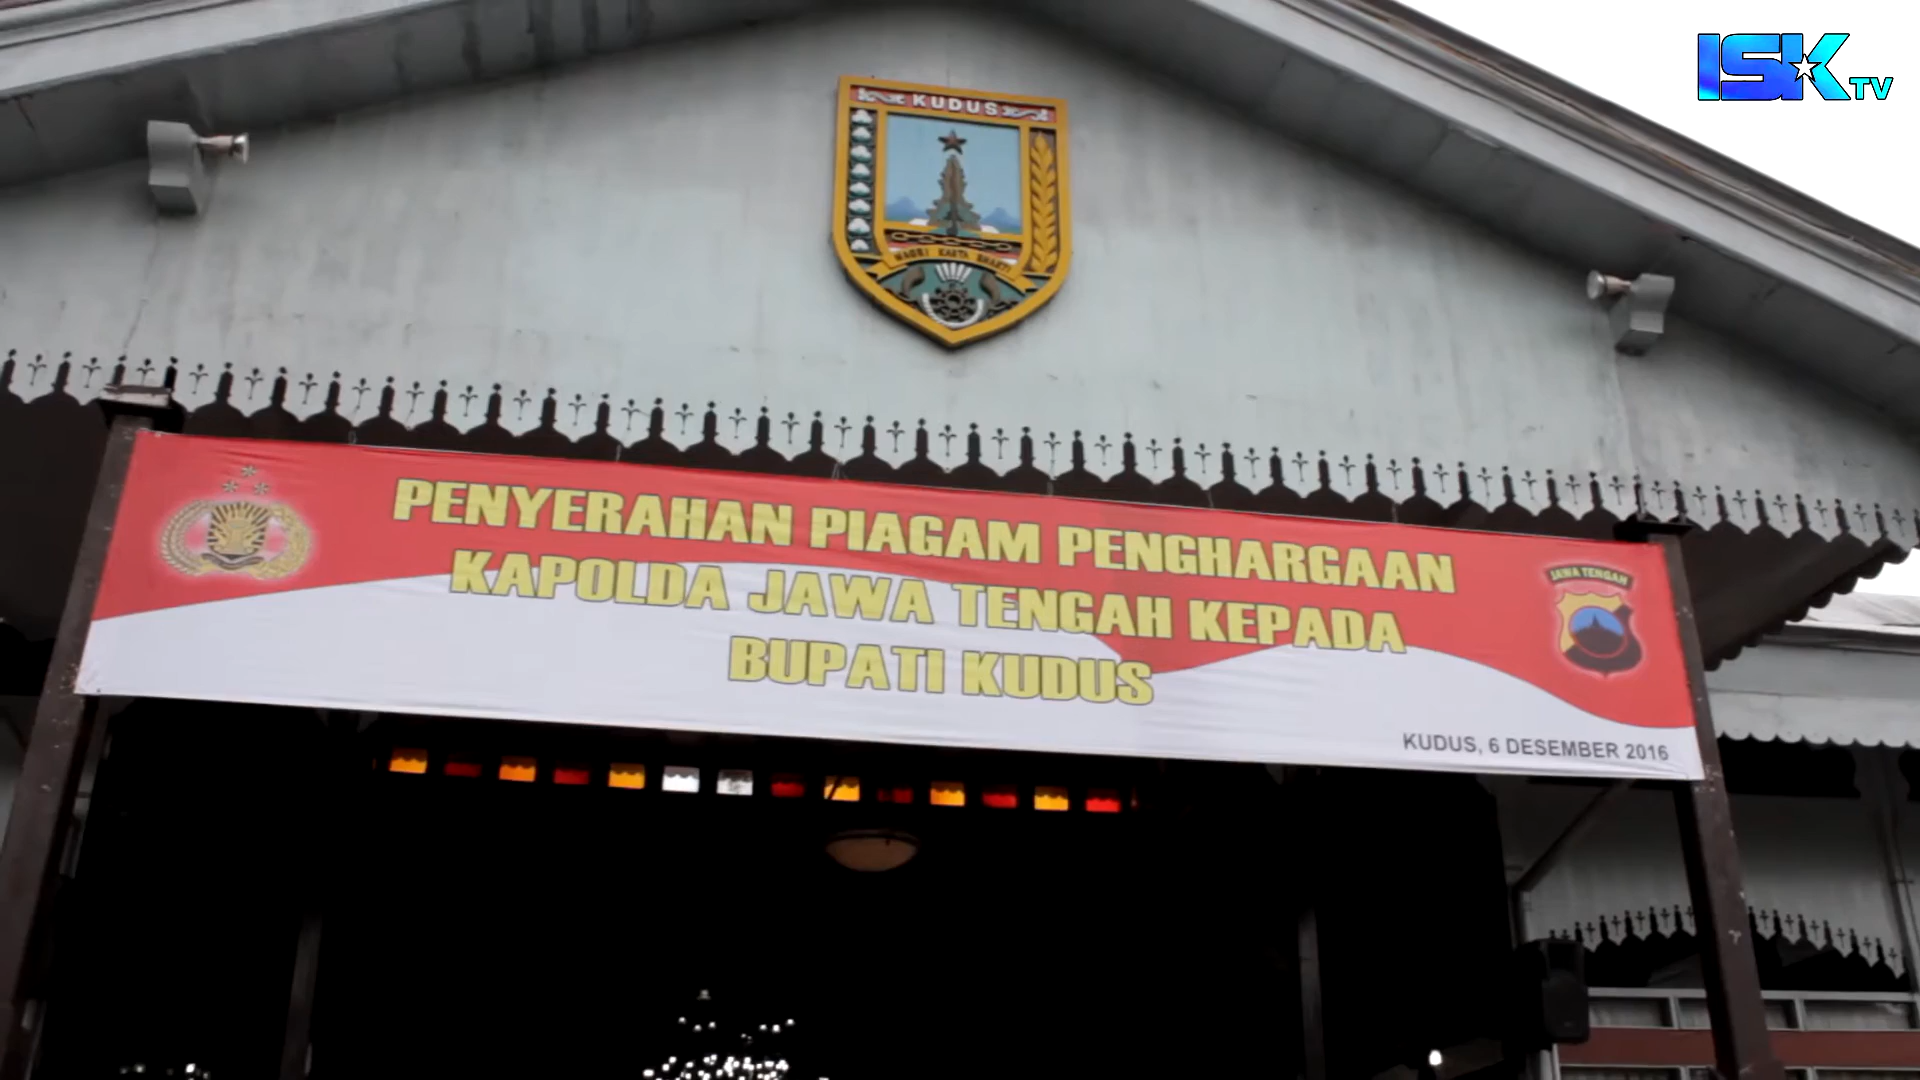 ISK TV
KUDUS
PENYERAHAN PIAGAM PENGHARGAAN
KAPOLDA JAWA TENGAH KEPADA
BUPATI KUDUS
JAWA TENGAH
KUDUS, 6 DESEMBER 2016